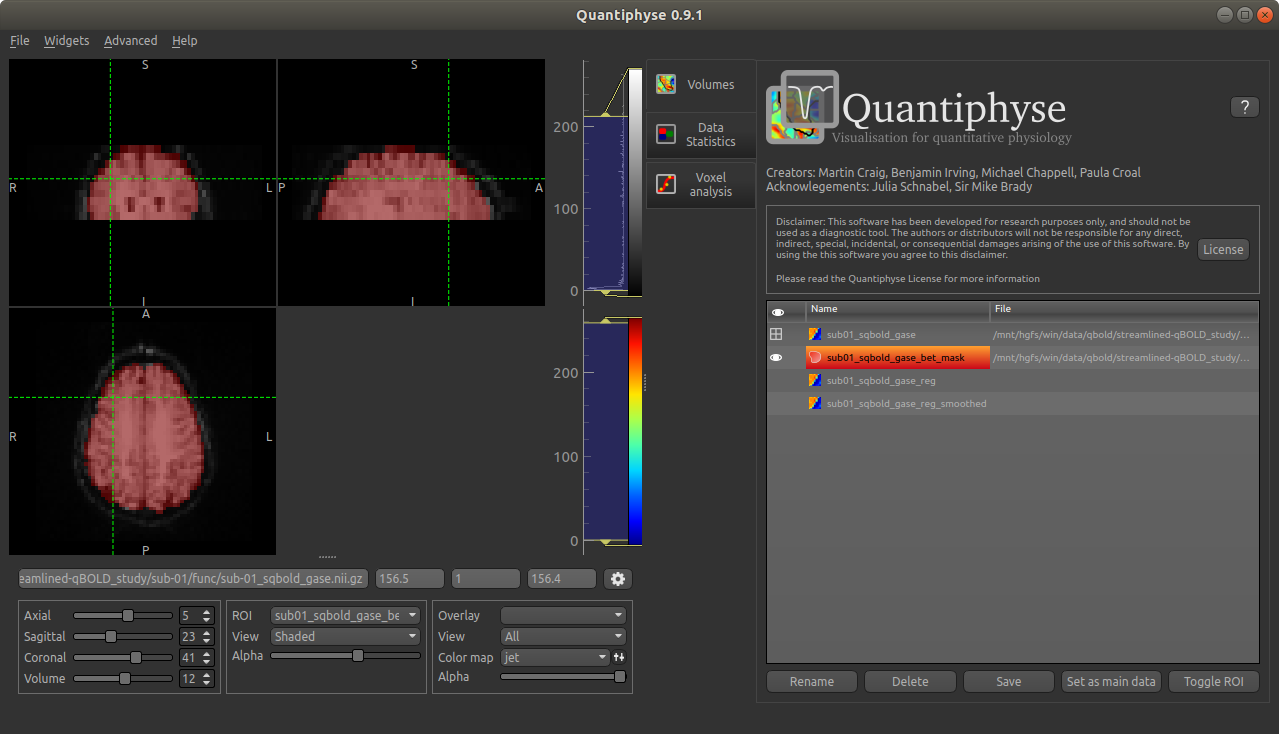 Quantiphyse 0.9.1
File Widgets Advanced Help
S
R
L
I
S
P
A
I
A
R
L
P
200
100
0
200
100
0
Volumes
Data
Statistics
Voxel
analysis
Quantiphyse
Visualisation for quantitative physiology
?
Creators: Martin Craig, Benjamin Irving, Michael Chappell, Paula Croal
Acknowlegements: Julia Schnabel, Sir Mike Brady
Disclaimer: This software has been developed for research purposes only, and should not be
used as a diagnostic tool. The authors or distributors will not be responsible for any direct,
indirect, special, incidental, or consequential damages arising of the use of this software. By
using the this software you agree to this disclaimer.
Please read the Quantiphyse License for more information
License
Name File
sub01_sqbold_gase /mnt/hgfs/win/data/qbold/streamlined-qBOLD_study/...
sub01_sqbold_gase_bet_mask /mnt/hgfs/win/data/qbold/streamlined-qBOLD_study/...
sub01_sqbold_gase_reg
sub01_sqbold_gase_reg_smoothed
Rename Delete Save Set as main data Toggle ROI
eamlined-qBOLD_study/sub-01/func/sub-01_sqbold_gase.nii.gz 156.5 1 156.4
Axial 5
Sagittal 23
Coronal 41
Volume 12
ROI sub01_sqbold_gase_be
View Shaded
Alpha
Overlay
View All
Color map jet
Alpha